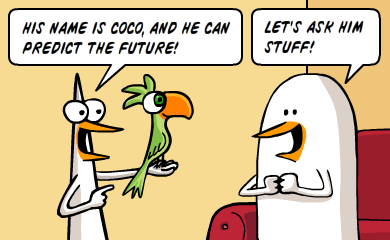 HIS NAME IS COCO, AND HE CAN
PREDICT THE FUTURE!
LET'S ASK HIM
STUFF!